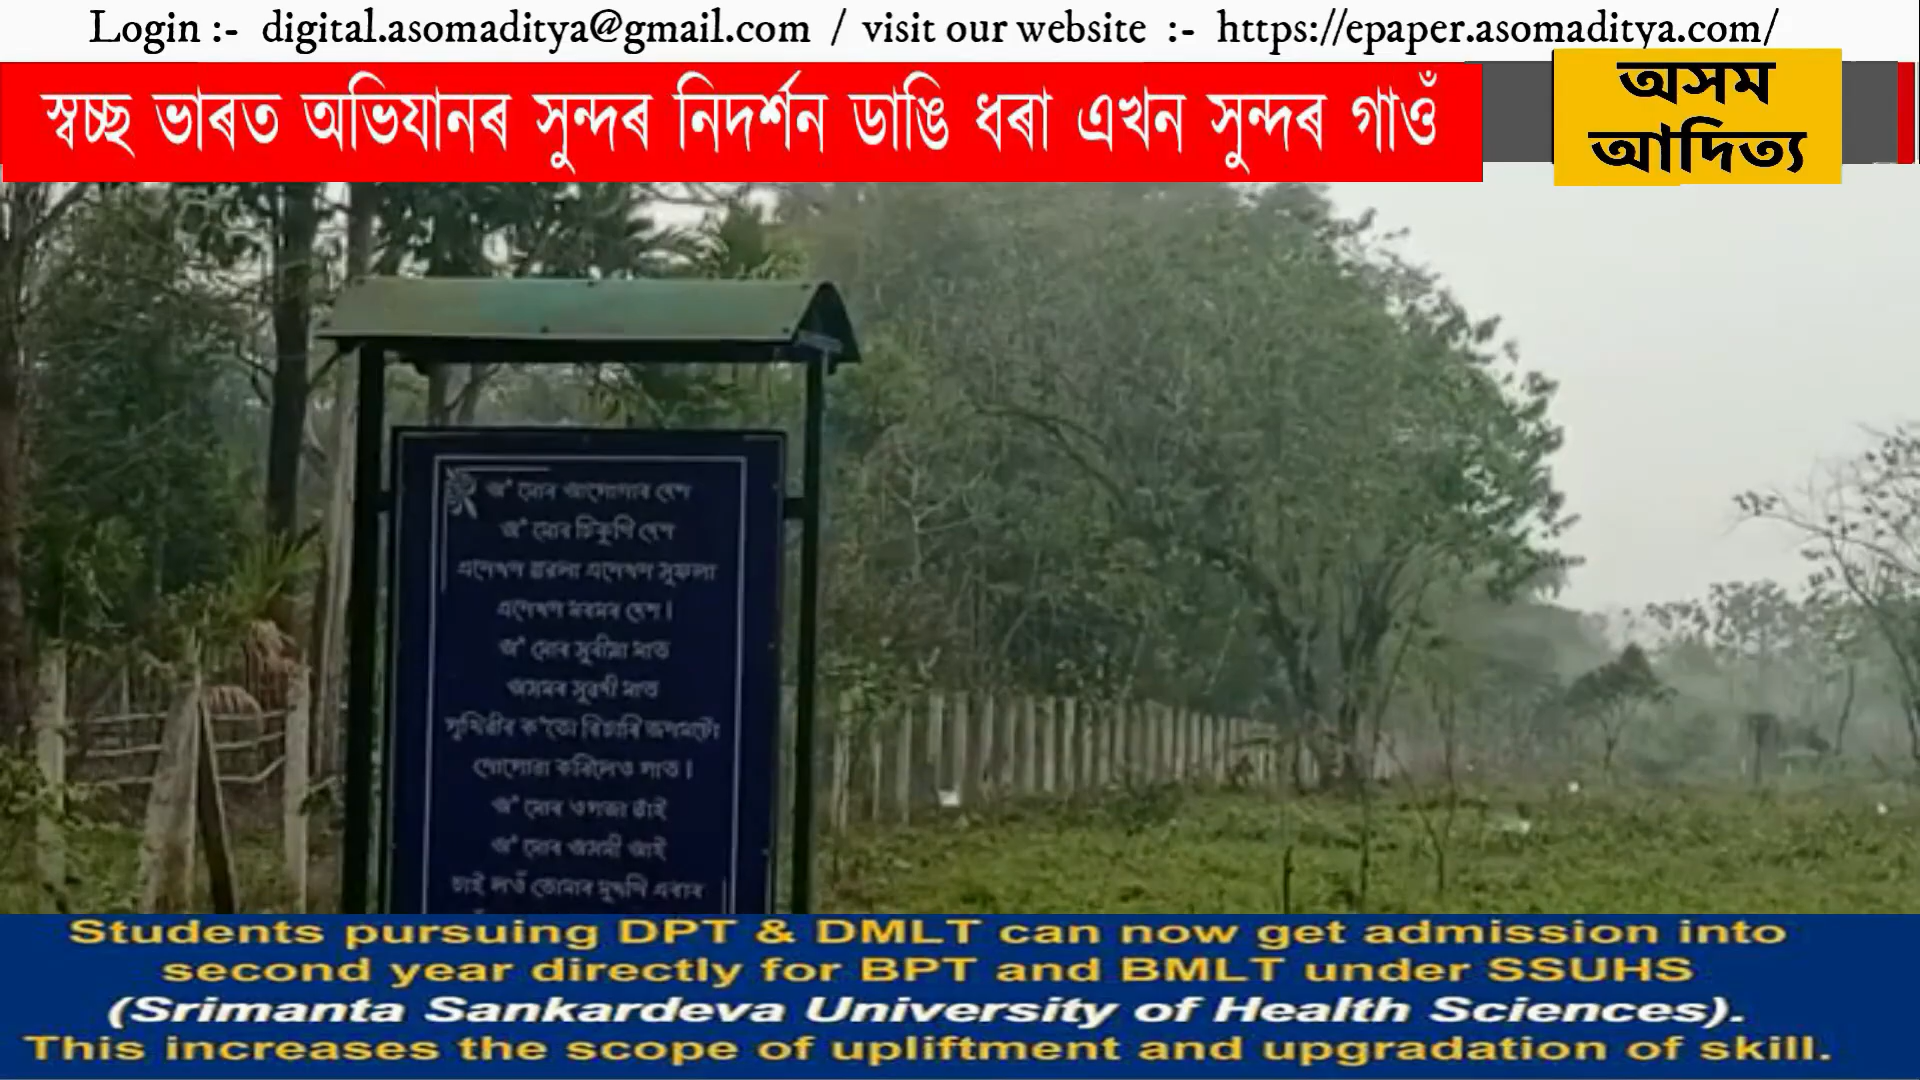 Login :- digital.asomaditya@gmail.com / visit our website :- https://epaper.asomaditya.com/
স্বচ্ছ ভাৰত অভিযানৰ সুন্দৰ নিদৰ্শন ডাঙি ধৰা এখন সুন্দৰ গাওঁ
অসম
আদিত্য
অ' মোৰ আপোনাৰ দেশ
অ' মোৰ চিকুণি দেশ
এনেখন শুৱলা এনেখন সুফলা
এনেখন মৰমৰ দেশ।
অ' মোৰ সুৰীয়া মাত
অসমৰ সুৱদী মাত
পৃথিৱীৰ ক'তো বিচাৰি জনমটো
নোপোৱা কৰিলেও পাত।
অ' মোৰ ওপজা ঠাই
অ' মোৰ অসমী আই
চাই লওঁ তোমাৰ মুখনি এবাৰ
Students pursuing DPT & DMLT can now get admission into
second year directly for BPT and BMLT under SSUHS
(Srimanta Sankardeva University of Health Sciences).
This increases the scope of upliftment and upgradation of skill.